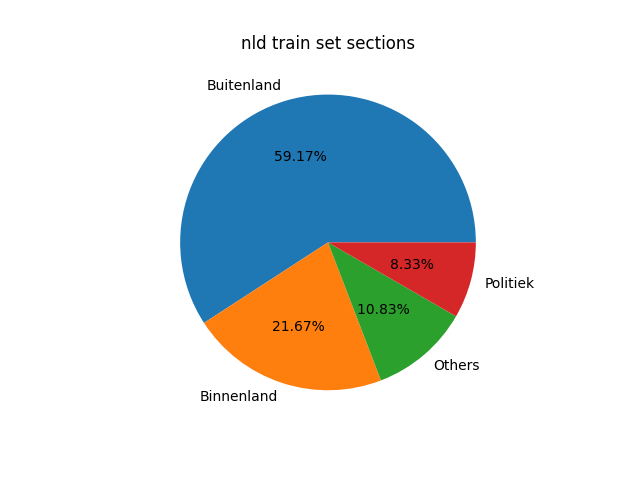 nld train set sections
Buitenland
59.17%
8.33%
Politiek
10.83%
21.67%
Others
Binnenland